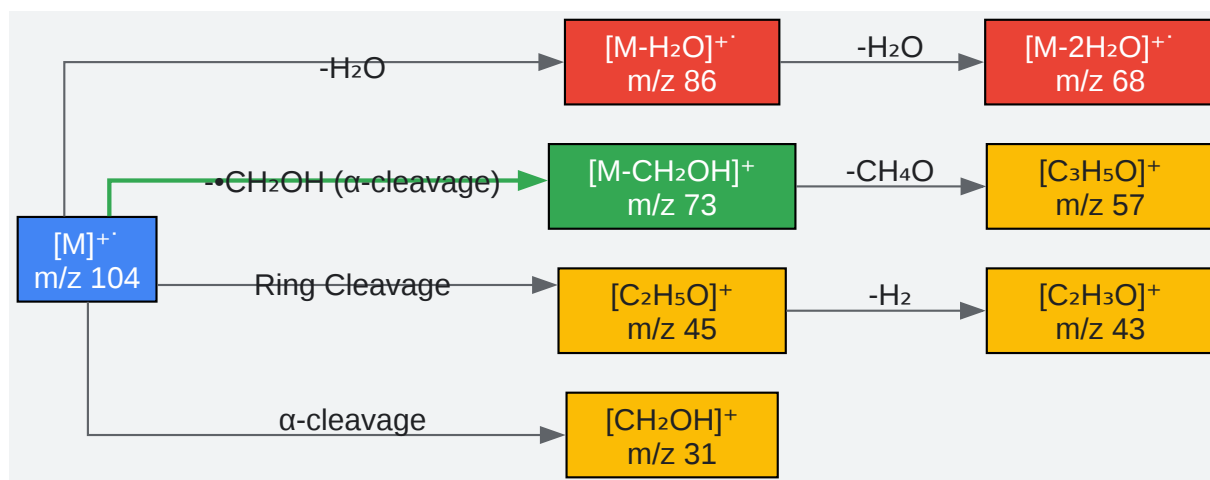 -H₂O
[M-H₂O]⁺˙
m/z 86
-H₂O
[M-2H₂O]⁺˙
m/z 68
-•CH₂OH (α-cleavage)
[M-CH₂OH]⁺
m/z 73
-CH₄O
[C₃H₅O]⁺
m/z 57
[M]⁺˙
m/z 104
Ring Cleavage
[C₂H₅O]⁺
m/z 45
-H₂
[C₂H₃O]⁺
m/z 43
α-cleavage
[CH₂OH]⁺
m/z 31